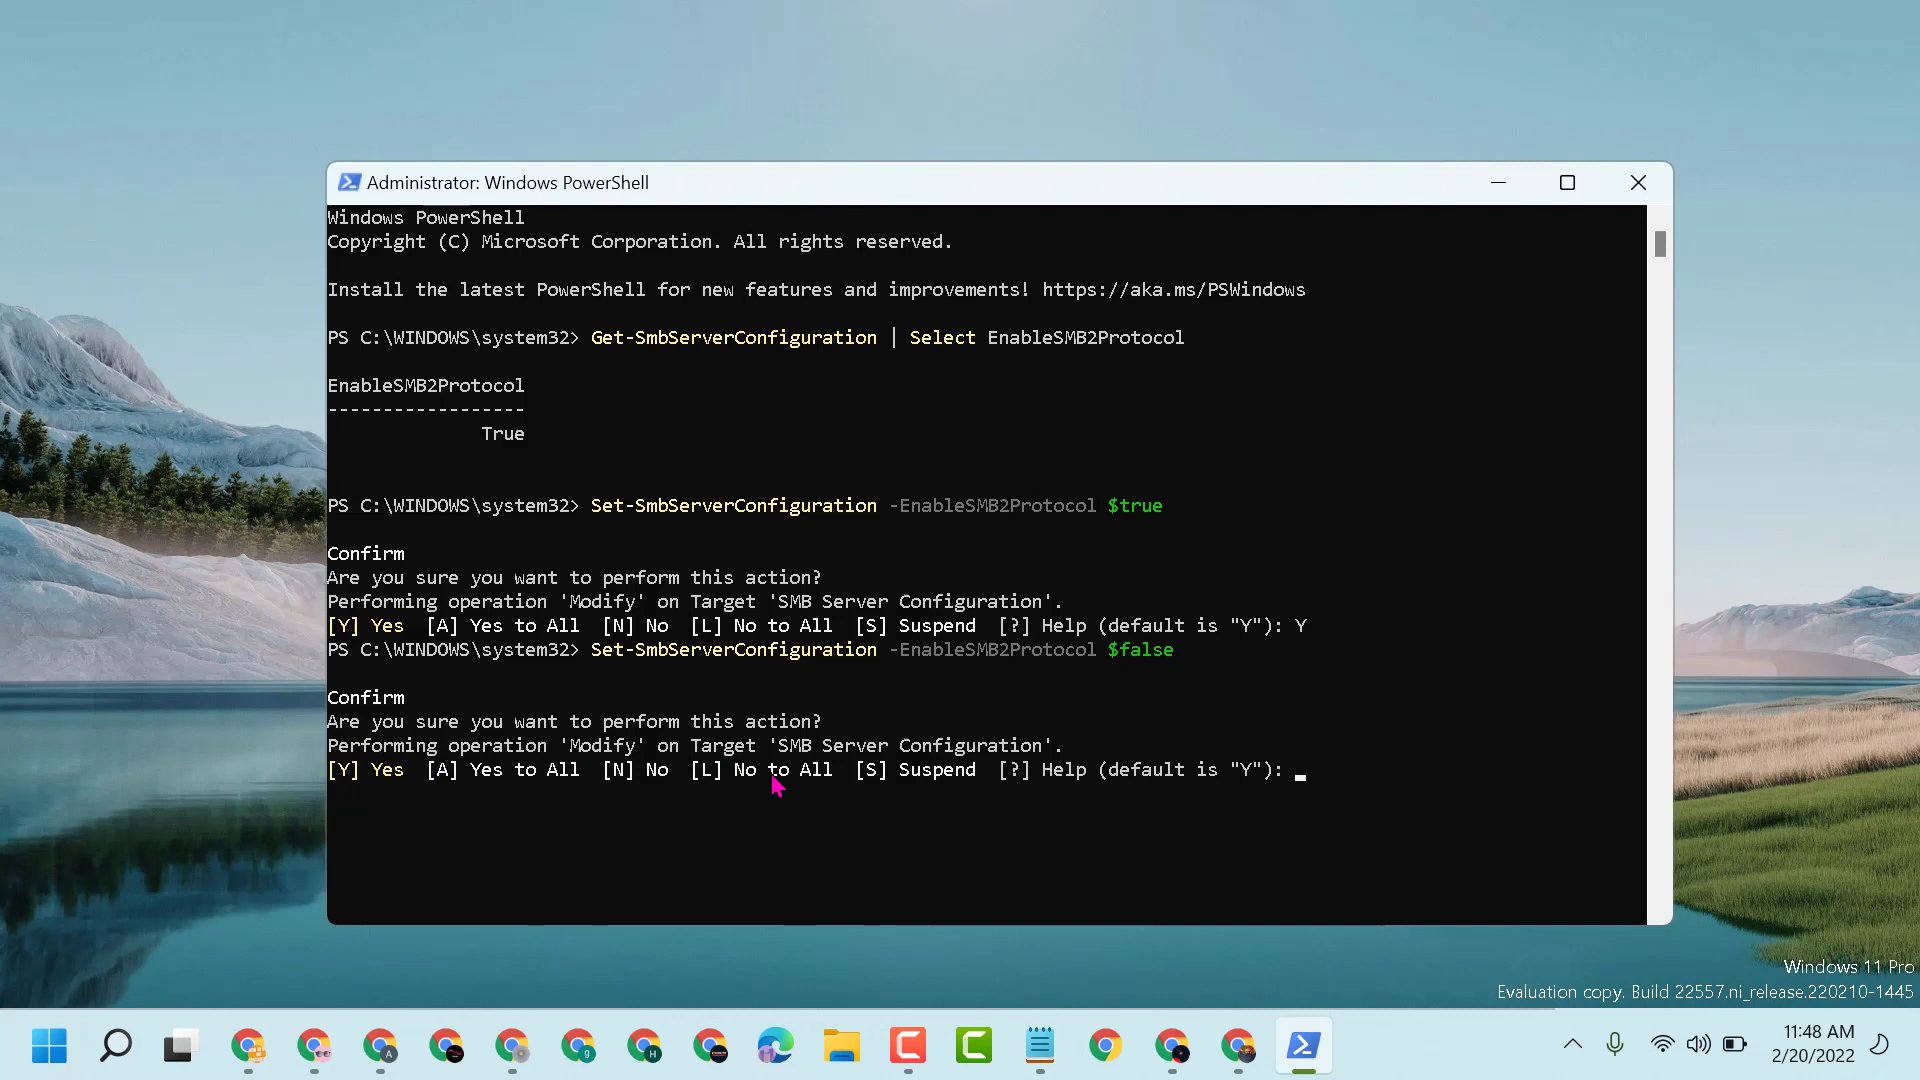 Administrator: Windows PowerShell
Windows PowerShell
Copyright (C) Microsoft Corporation. All rights reserved.
Install the latest PowerShell for new features and improvements! https://aka.ms/PSWindows
PS C:\WINDOWS\system32> Get-SmbServerConfiguration | Select EnableSMB2Protocol
EnableSMB2Protocol
------------------
True
PS C:\WINDOWS\system32> Set-SmbServerConfiguration -EnableSMB2Protocol $true
Confirm
Are you sure you want to perform this action?
Performing operation 'Modify' on Target 'SMB Server Configuration'.
[Y] Yes  [A] Yes to All  [N] No  [L] No to All  [S] Suspend  [?] Help (default is "Y"): Y
PS C:\WINDOWS\system32> Set-SmbServerConfiguration -EnableSMB2Protocol $false
Confirm
Are you sure you want to perform this action?
Performing operation 'Modify' on Target 'SMB Server Configuration'.
[Y] Yes  [A] Yes to All  [N] No  [L] No to All  [S] Suspend  [?] Help (default is "Y"):
Windows 11 Pro
Evaluation copy. Build 22557.ni_release.220210-1445
11:48 AM
2/20/2022